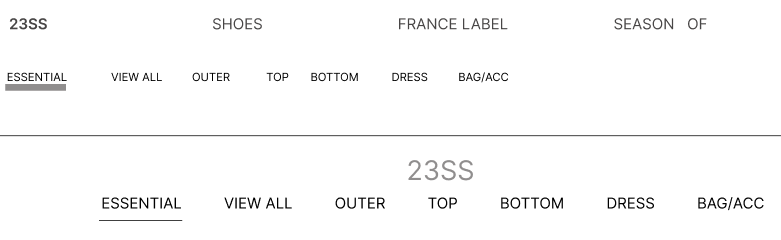 23SS SHOES FRANCE LABEL SEASON OF
ESSENTIAL VIEW ALL OUTER TOP BOTTOM DRESS BAG/ACC
23SS
ESSENTIAL VIEW ALL OUTER TOP BOTTOM DRESS BAG/ACC